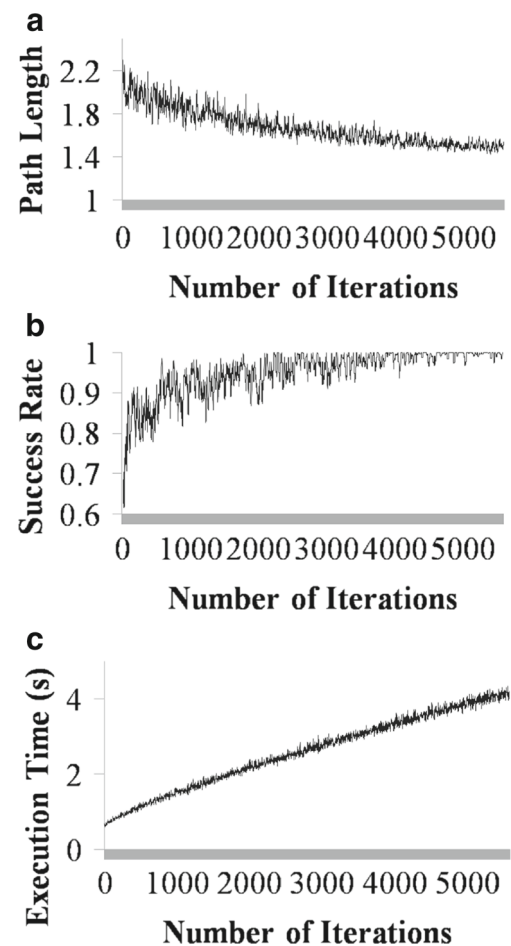 a
Path Length
2.2
1.8
1.4
1
0 1000 2000 3000 4000 5000
Number of Iterations
b
Success Rate
1
0.9
0.8
0.7
0.6
0 1000 2000 3000 4000 5000
Number of Iterations
c
Execution Time (s)
4
2
0
0 1000 2000 3000 4000 5000
Number of Iterations